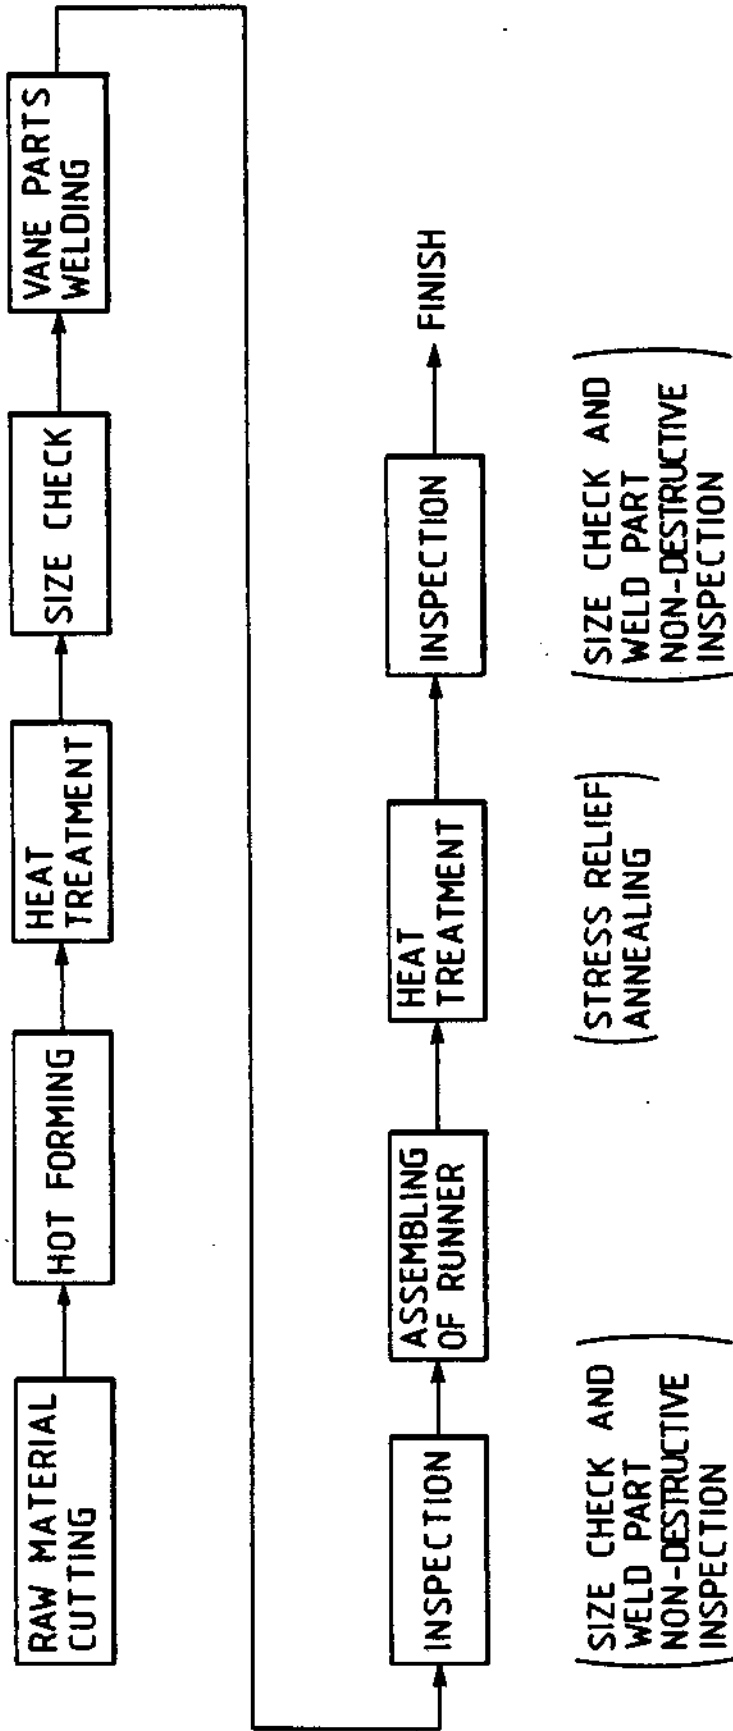 RAW MATERIAL
CUTTING
HOT FORMING
HEAT
TREATMENT
SIZE CHECK
VANE PARTS
WELDING
INSPECTION
ASSEMBLING
OF RUNNER
HEAT
TREATMENT
INSPECTION
FINISH
(SIZE CHECK AND
WELD PART
NON-DESTRUCTIVE
INSPECTION)
(STRESS RELIEF
ANNEALING)
(SIZE CHECK AND
WELD PART
NON-DESTRUCTIVE
INSPECTION)